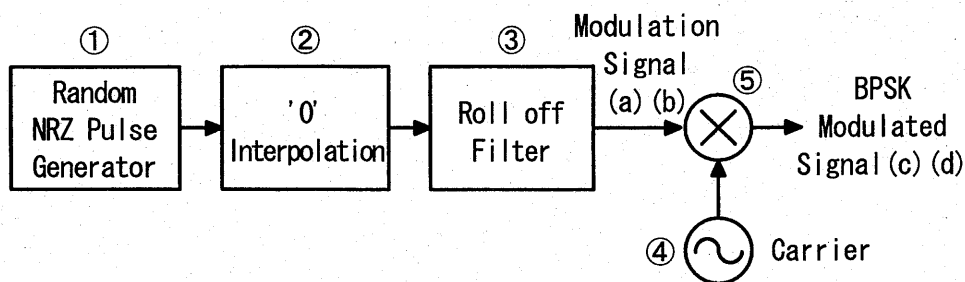 ①
Random
NRZ Pulse
Generator
②
'0'
Interpolation
③
Roll off
Filter
Modulation
Signal
(a)(b)
⑤
BPSK
Modulated
Signal(c)(d)
④
Carrier